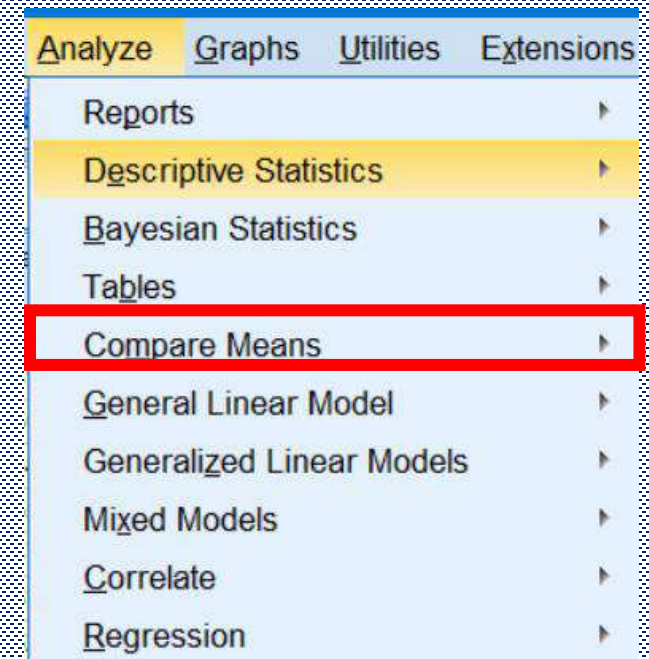 Analyze Graphs Utilities Extensions
Reports
Descriptive Statistics
Bayesian Statistics
Tables
Compare Means
General Linear Model
Generalized Linear Models
Mixed Models
Correlate
Regression